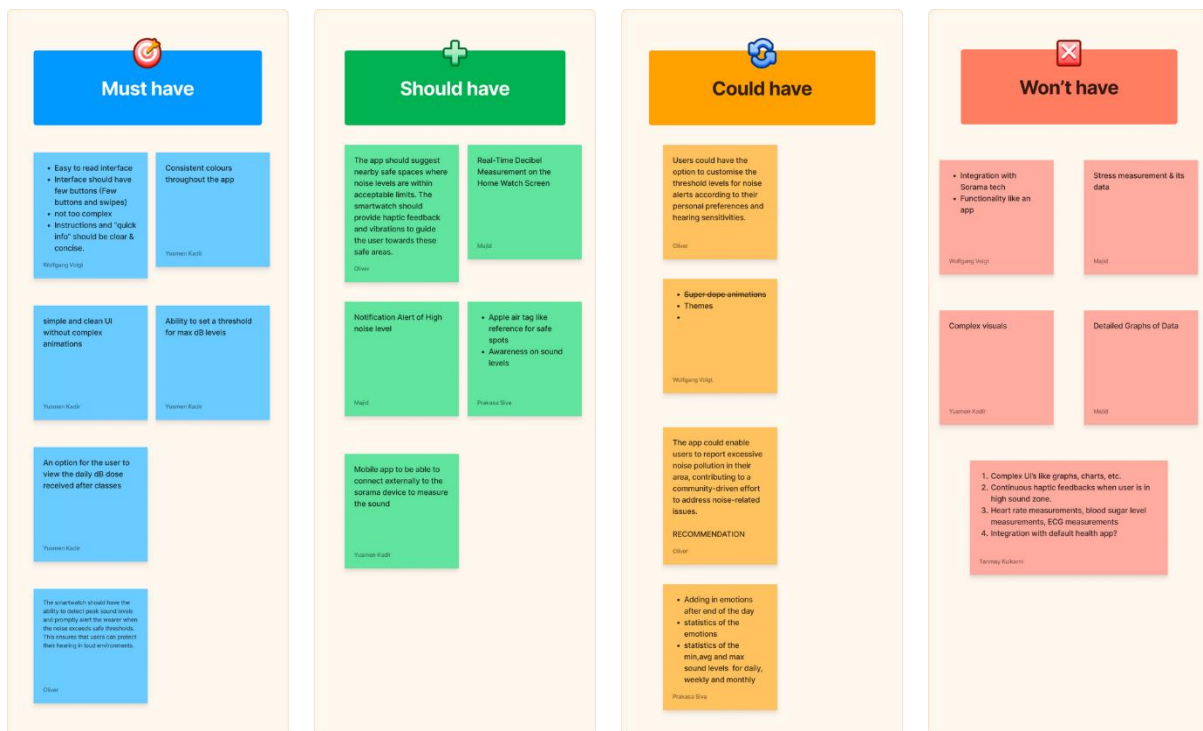 Must have
• Easy to read interface
• Interface should have
few buttons (Few
buttons and swipes)
• not too complex
• Instructions and "quick
info" should be clear &
concise.
Wolfgang Voigt
Consistent colours
throughout the app
Yusmen Kadir
simple and clean UI
without complex
animations
Yusmen Kadir
Ability to set a threshold
for max dB levels
Yusmen Kadir
An option for the user to
view the daily dB dose
received after classes
Yusmen Kadir
The smartwatch should have the
ability to detect peak sound levels
and promptly alert the wearer when
the noise exceeds safe thresholds.
This ensures that users can protect
their hearing in loud environments.
Oliver
Should have
The app should suggest
nearby safe spaces where
noise levels are within
acceptable limits. The
smartwatch should
provide haptic feedback
and vibrations to guide
the user towards these
safe areas.
Oliver
Real-Time Decibel
Measurement on the
Home Watch Screen
Majid
Notification Alert of High
noise level
Majid
• Apple air tag like
reference for safe
spots
• Awareness on sound
levels
Prakasa Siva
Mobile app to be able to
connect externally to the
sorama device to measure
the sound
Yusmen Kadir
Could have
Users could have the
option to customise the
threshold levels for noise
alerts according to their
personal preferences and
hearing sensitivities.
Oliver
• Super dope animations
• Themes
•
Wolfgang Voigt
The app could enable
users to report excessive
noise pollution in their
area, contributing to a
community-driven effort
to address noise-related
issues.
RECOMMENDATION
Oliver
• Adding in emotions
after end of the day
• statistics of the
emotions
• statistics of the
min,avg and max
sound levels for daily,
weekly and monthly
Prakasa Siva
Won't have
• Integration with
Sorama tech
• Functionality like an
app
Wolfgang Voigt
Stress measurement & its
data
Majid
Complex visuals
Yusmen Kadir
Detailed Graphs of Data
Majid
1. Complex UI's like graphs, charts, etc.
2. Continuous haptic feedbacks when user is in
high sound zone.
3. Heart rate measurements, blood sugar level
measurements, ECG measurements
4. Integration with default health app?
Tanmay Kulkarni